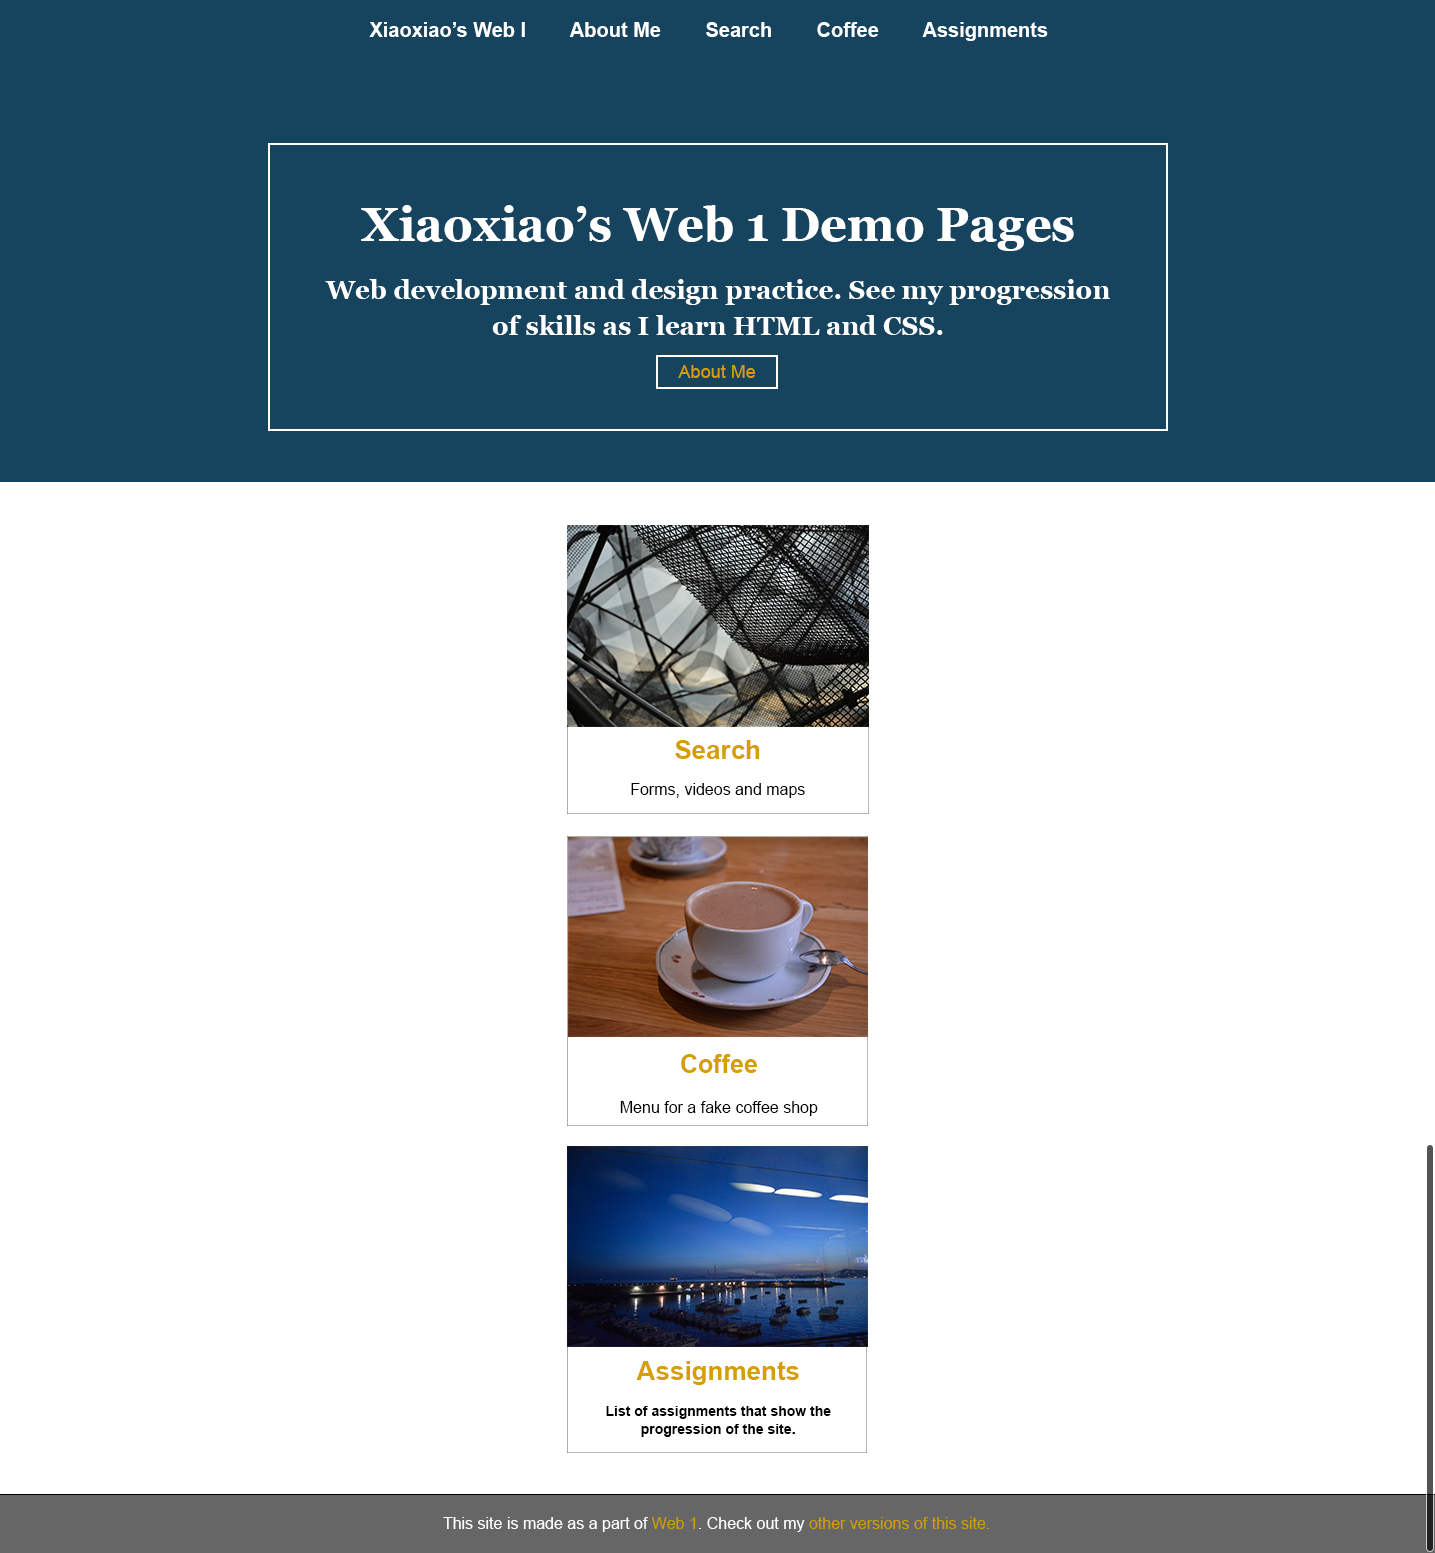 Xiaoxiao’s Web I About Me Search Coffee Assignments
Xiaoxiao’s Web 1 Demo Pages
Web development and design practice. See my progression
of skills as I learn HTML and CSS.
About Me
Search
Forms, videos and maps
Coffee
Menu for a fake coffee shop
Assignments
List of assignments that show the
progression of the site.
This site is made as a part of Web 1. Check out my other versions of this site.